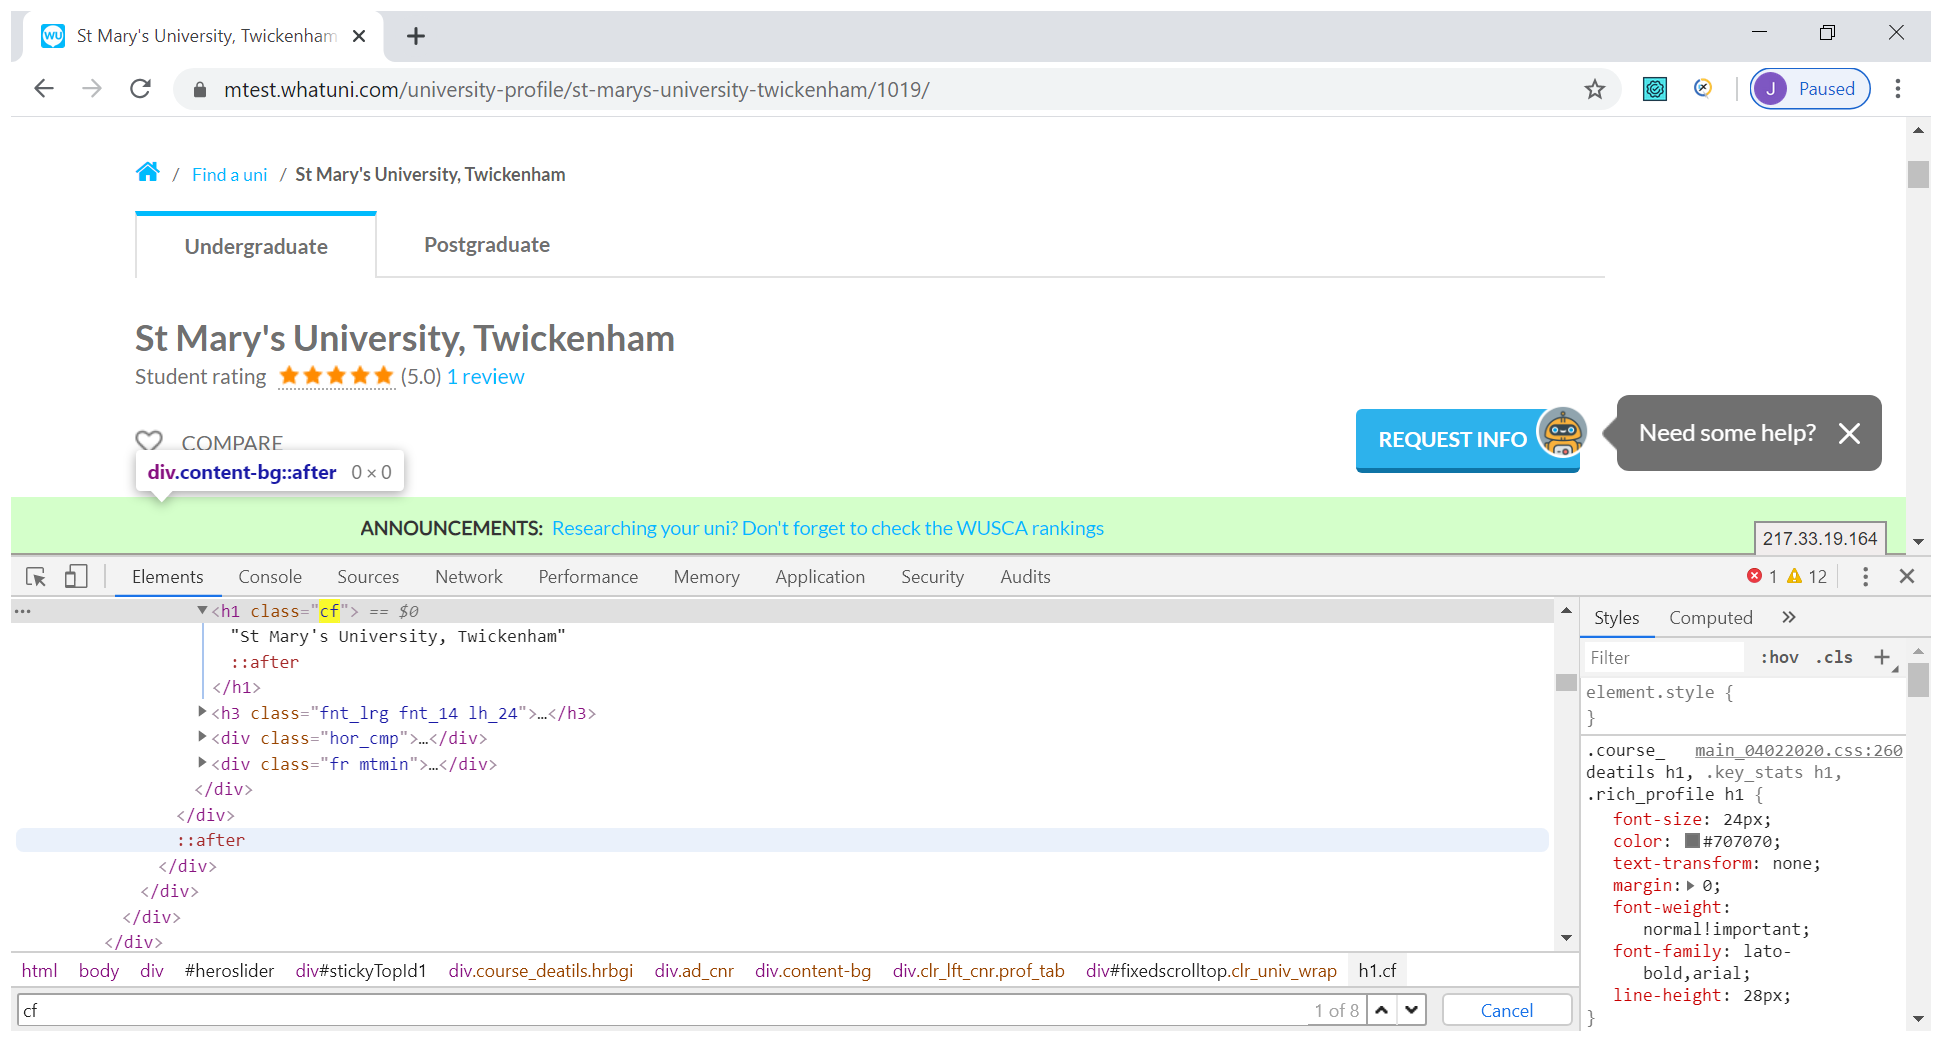 WU St Mary's University, Twickenham
mtest.whatuni.com/university-profile/st-marys-university-twickenham/1019/
J Paused
/ Find a uni / St Mary's University, Twickenham
Undergraduate Postgraduate
St Mary's University, Twickenham
Student rating (5.0) 1 review
COMPARE
REQUEST INFO
Need some help?
div.content-bg::after 0 × 0
ANNOUNCEMENTS: Researching your uni? Don't forget to check the WUSCA rankings
217.33.19.164
Elements Console Sources Network Performance Memory Application Security Audits 1 12
… <h1 class="cf"> == $0
"St Mary's University, Twickenham"
::after
</h1>
<h3 class="fnt_lrg fnt_14 lh_24">…</h3>
<div class="hor_cmp">…</div>
<div class="fr mtmin">…</div>
</div>
</div>
::after
</div>
</div>
</div>
</div>
html body div #heroslider div#stickyTopId1 div.course_deatils.hrbgi div.ad_cnr div.content-bg div.clr_lft_cnr.prof_tab div#fixedscrolltop.clr_univ_wrap h1.cf
cf 1 of 8 Cancel
Styles Computed »
Filter :hov .cls +
element.style {
}
.course_ main_04022020.css:260
deatils h1, .key_stats h1,
.rich_profile h1 {
font-size: 24px;
color: #707070;
text-transform: none;
margin: 0;
font-weight:
normal!important;
font-family: lato-
bold,arial;
line-height: 28px;
}